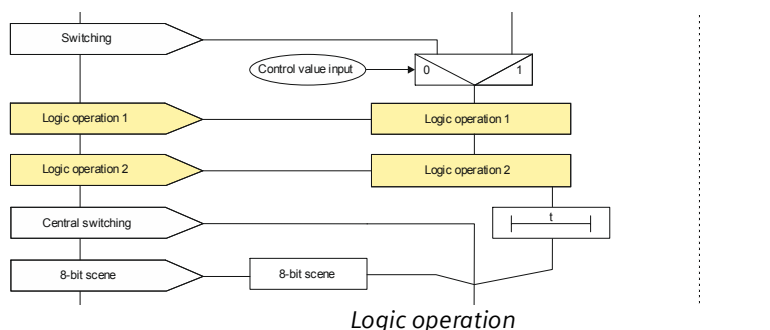 Switching
Control value input
0
1
Logic operation 1
Logic operation 1
Logic operation 2
Logic operation 2
Central switching
t
8-bit scene
8-bit scene
Logic operation